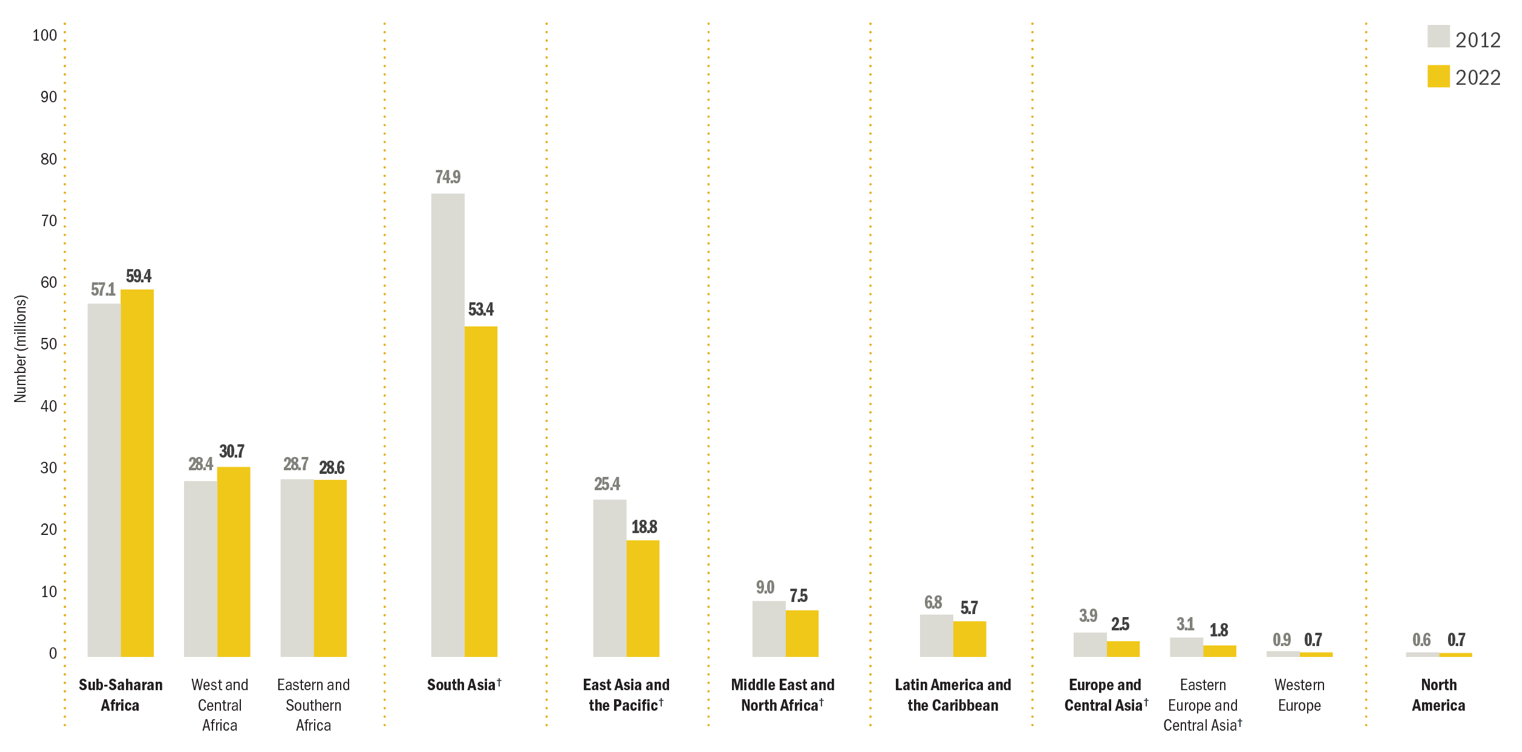 100
90
80
70
60
50
40
30
20
10
0
Number (millions)
2012
2022
57.1
59.4
28.4
30.7
28.7
28.6
74.9
53.4
25.4
18.8
9.0
7.5
6.8
5.7
3.9
2.5
3.1
1.8
0.9
0.7
0.6
0.7
Sub-Saharan
Africa
West and
Central
Africa
Eastern and
Southern
Africa
South Asia†
East Asia and
the Pacific†
Middle East and
North Africa†
Latin America and
the Caribbean
Europe and
Central Asia†
Eastern
Europe and
Central Asia†
Western
Europe
North
America